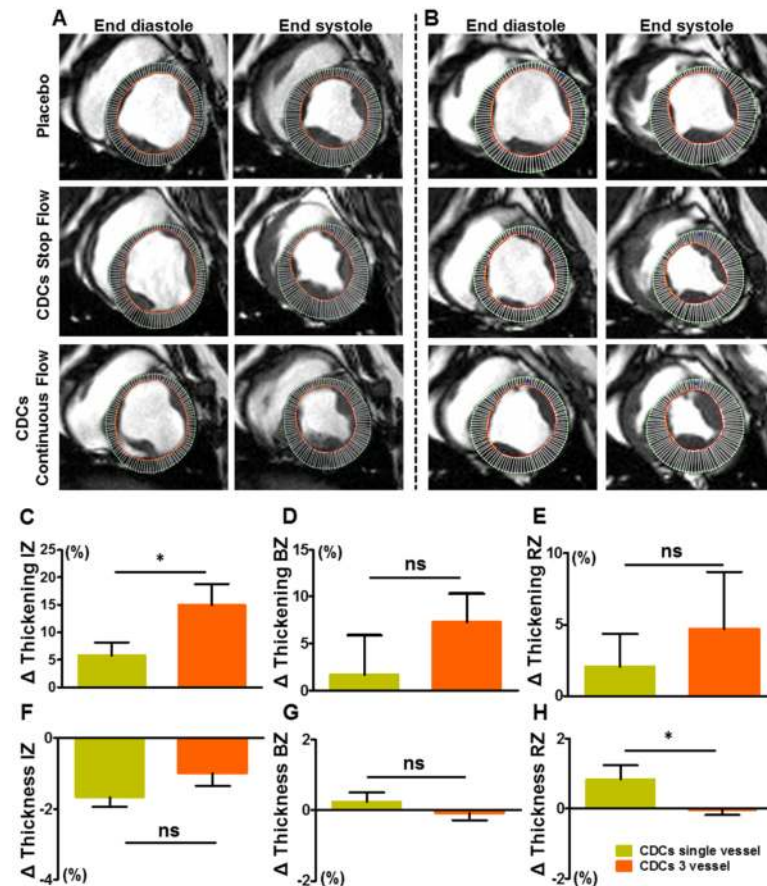 A
B
End diastole End systole
End diastole End systole
Placebo
CDCs Stop Flow
CDCs
Continuous Flow
C
D
E
Δ Thickening IZ
(%)
25
20
15
10
5
0
*
Δ Thickening BZ
(%)
15
10
5
0
ns
Δ Thickening RZ
(%)
10
5
0
ns
F
G
H
Δ Thickness IZ
0
-2
-4
(%)
ns
Δ Thickness BZ
2
0
-2
(%)
ns
Δ Thickness RZ
2
0
-2
(%)
*
CDCs single vessel
CDCs 3 vessel